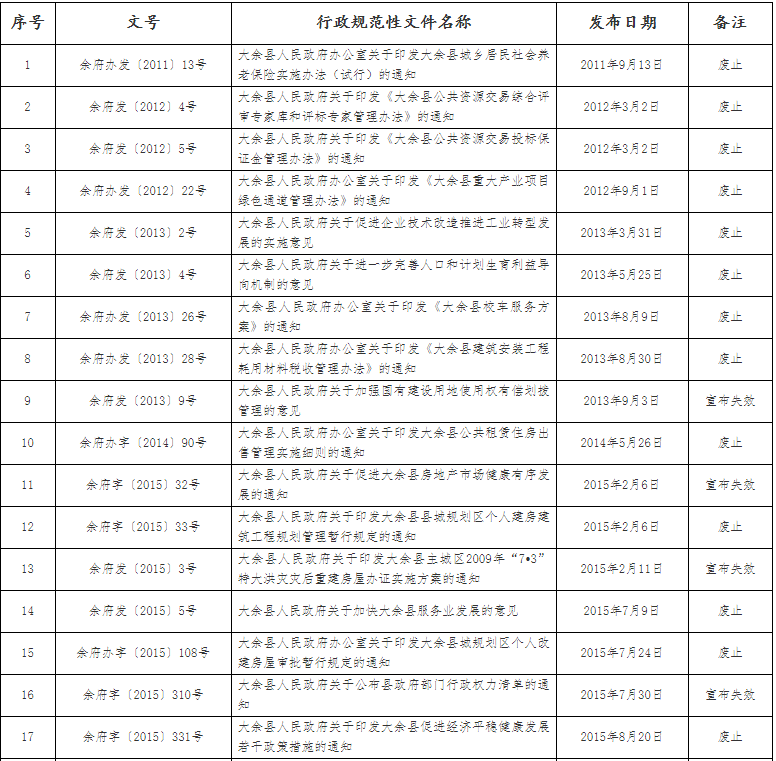 序号 文号 行政规范性文件名称 发布日期 备注
1 余府办发〔2011〕13号 大余县人民政府办公室关于印发大余县城乡居民社会养
老保险实施办法（试行）的通知 2011年9月13日 废止
2 余府发〔2012〕4号 大余县人民政府关于印发《大余县公共资源交易综合评
审专家库和评标专家管理办法》的通知 2012年3月2日 废止
3 余府发〔2012〕5号 大余县人民政府关于印发《大余县公共资源交易投标保
证金管理办法》的通知 2012年3月2日 废止
4 余府办发〔2012〕22号 大余县人民政府办公室关于印发《大余县重大产业项目
绿色通道管理办法》的通知 2012年9月1日 废止
5 余府发〔2013〕2号 大余县人民政府关于促进企业技术改造推进工业转型发
展的实施意见 2013年3月31日 废止
6 余府发〔2013〕4号 大余县人民政府关于进一步完善人口和计划生育利益导
向机制的意见 2013年5月25日 废止
7 余府办发〔2013〕26号 大余县人民政府办公室关于印发《大余县校车服务方
案》的通知 2013年8月9日 废止
8 余府办发〔2013〕28号 大余县人民政府办公室关于印发《大余县建筑安装工程
耗用材料税收管理办法》的通知 2013年8月30日 废止
9 余府发〔2013〕9号 大余县人民政府关于加强国有建设用地使用权有偿划拨
管理的意见 2013年9月3日 宣布失效
10 余府办字〔2014〕90号 大余县人民政府办公室关于印发大余县公共租赁住房出
售管理实施细则的通知 2014年5月26日 废止
11 余府字〔2015〕32号 大余县人民政府关于促进大余县房地产市场健康有序发
展的通知 2015年2月6日 宣布失效
12 余府字〔2015〕33号 大余县人民政府关于印发大余县县城规划区个人建房建
筑工程规划管理暂行规定的通知 2015年2月6日 废止
13 余府发〔2015〕3号 大余县人民政府关于印发大余县主城区2009年“7•3”
特大洪灾灾后重建房屋办证实施方案的通知 2015年2月11日 宣布失效
14 余府发〔2015〕5号 大余县人民政府关于加快大余县服务业发展的意见 2015年7月9日 废止
15 余府办字〔2015〕108号 大余县人民政府办公室关于印发大余县城规划区个人改
建房屋审批暂行规定的通知 2015年7月24日 废止
16 余府字〔2015〕310号 大余县人民政府关于公布县政府部门行政权力清单的通
知 2015年7月30日 宣布失效
17 余府字〔2015〕331号 大余县人民政府关于印发大余县促进经济平稳健康发展
若干政策措施的通知 2015年8月20日 废止